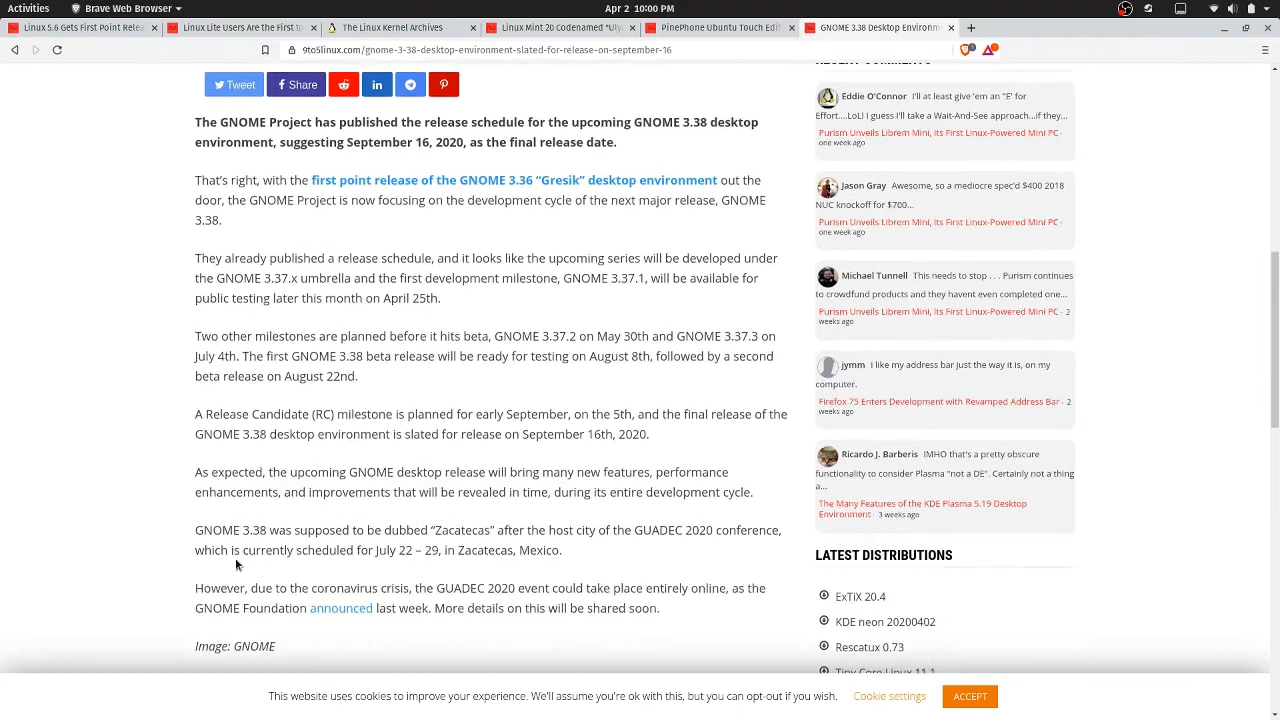 Activities
Brave Web Browser
Apr 2 10:00 PM
Linux 5.6 Gets First Point Rele
Linux Lite Users Are the First to
The Linux Kernel Archives
Linux Mint 20 Codenamed "Uly
PinePhone Ubuntu Touch Edit
GNOME 3.38 Desktop Environm
9to5linux.com/gnome-3-38-desktop-environment-slated-for-release-on-september-16
Tweet
Share
The GNOME Project has published the release schedule for the upcoming GNOME 3.38 desktop
environment, suggesting September 16, 2020, as the final release date.
That's right, with the first point release of the GNOME 3.36 “Gresik” desktop environment out the
door, the GNOME Project is now focusing on the development cycle of the next major release, GNOME
3.38.
They already published a release schedule, and it looks like the upcoming series will be developed under
the GNOME 3.37.x umbrella and the first development milestone, GNOME 3.37.1, will be available for
public testing later this month on April 25th.
Two other milestones are planned before it hits beta, GNOME 3.37.2 on May 30th and GNOME 3.37.3 on
July 4th. The first GNOME 3.38 beta release will be ready for testing on August 8th, followed by a second
beta release on August 22nd.
A Release Candidate (RC) milestone is planned for early September, on the 5th, and the final release of the
GNOME 3.38 desktop environment is slated for release on September 16th, 2020.
As expected, the upcoming GNOME desktop release will bring many new features, performance
enhancements, and improvements that will be revealed in time, during its entire development cycle.
GNOME 3.38 was supposed to be dubbed “Zacatecas” after the host city of the GUADEC 2020 conference,
which is currently scheduled for July 22 – 29, in Zacatecas, Mexico.
However, due to the coronavirus crisis, the GUADEC 2020 event could take place entirely online, as the
GNOME Foundation announced last week. More details on this will be shared soon.
Image: GNOME
RECENT COMMENTS
Eddie O'Connor I'll at least give 'em an "E' for
Effort....LoL! I guess I'll take a Wait-And-See approach...if they...
Purism Unveils Librem Mini, Its First Linux-Powered Mini PC ·
one week ago
Jason Gray Awesome, so a mediocre spec'd $400 2018
NUC knockoff for $700...
Purism Unveils Librem Mini, Its First Linux-Powered Mini PC ·
one week ago
Michael Tunnell This needs to stop . . . Purism continues
to crowdfund products and they havent even completed one...
Purism Unveils Librem Mini, Its First Linux-Powered Mini PC · 2
weeks ago
jymm I like my address bar just the way it is, on my
computer.
Firefox 75 Enters Development with Revamped Address Bar · 2
weeks ago
Ricardo J. Barberis IMHO that's a pretty obscure
functionality to consider Plasma "not a DE". Certainly not a thing
a...
The Many Features of the KDE Plasma 5.19 Desktop
Environment · 3 weeks ago
LATEST DISTRIBUTIONS
ExTiX 20.4
KDE neon 20200402
Rescatux 0.73
Tiny Core Linux 11.1
This website uses cookies to improve your experience. We'll assume you're ok with this, but you can opt-out if you wish.
Cookie settings
ACCEPT